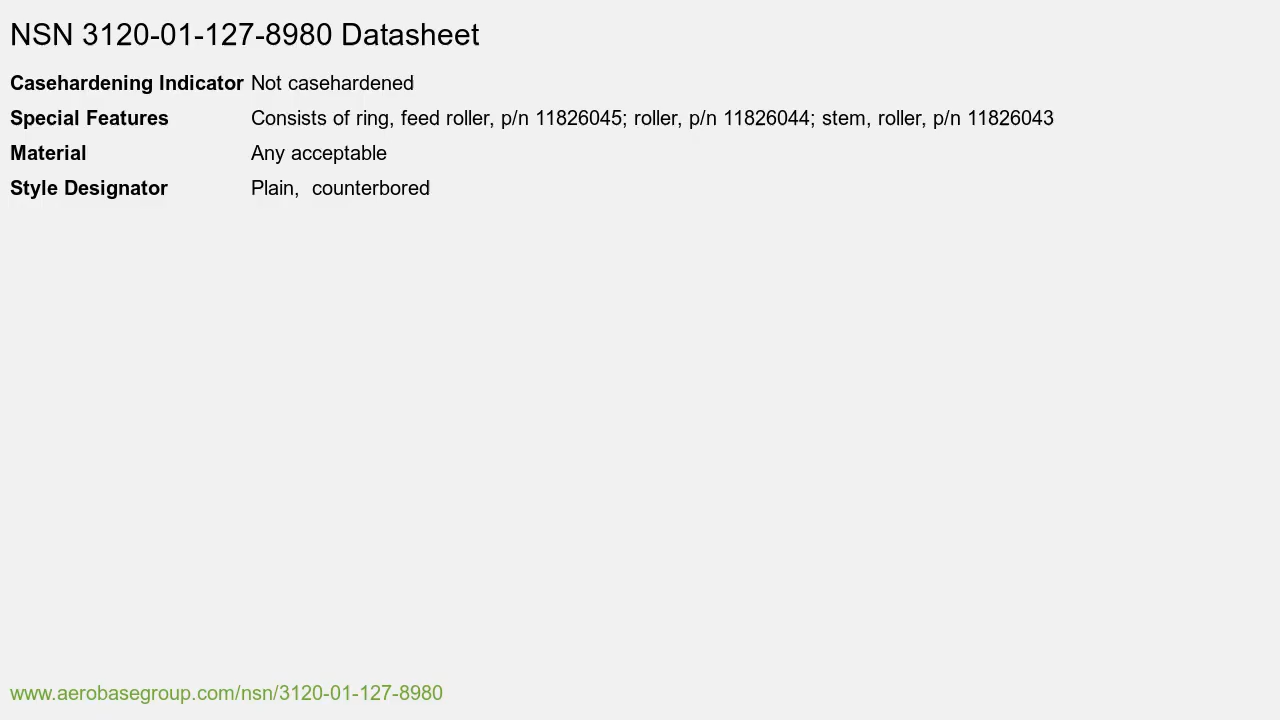 NSN 3120-01-127-8980 Datasheet
Casehardening Indicator Not casehardened
Special Features Consists of ring, feed roller, p/n 11826045; roller, p/n 11826044; stem, roller, p/n 11826043
Material Any acceptable
Style Designator Plain,  counterbored
www.aerobasegroup.com/nsn/3120-01-127-8980